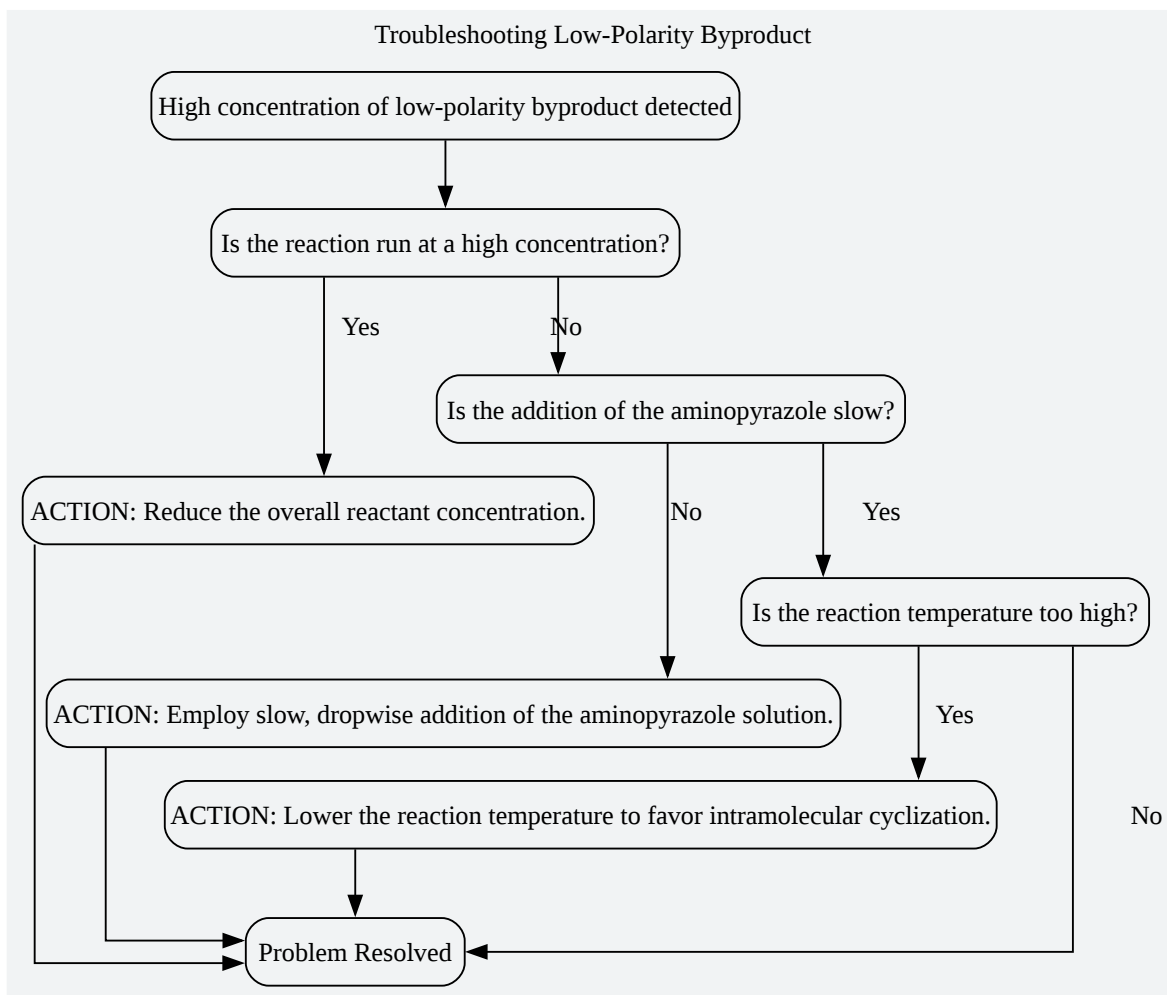 Troubleshooting Low-Polarity Byproduct
High concentration of low-polarity byproduct detected
Is the reaction run at a high concentration?
Yes
No
Is the addition of the aminopyrazole slow?
ACTION: Reduce the overall reactant concentration.
No
Yes
Is the reaction temperature too high?
ACTION: Employ slow, dropwise addition of the aminopyrazole solution.
Yes
ACTION: Lower the reaction temperature to favor intramolecular cyclization.
No
Problem Resolved